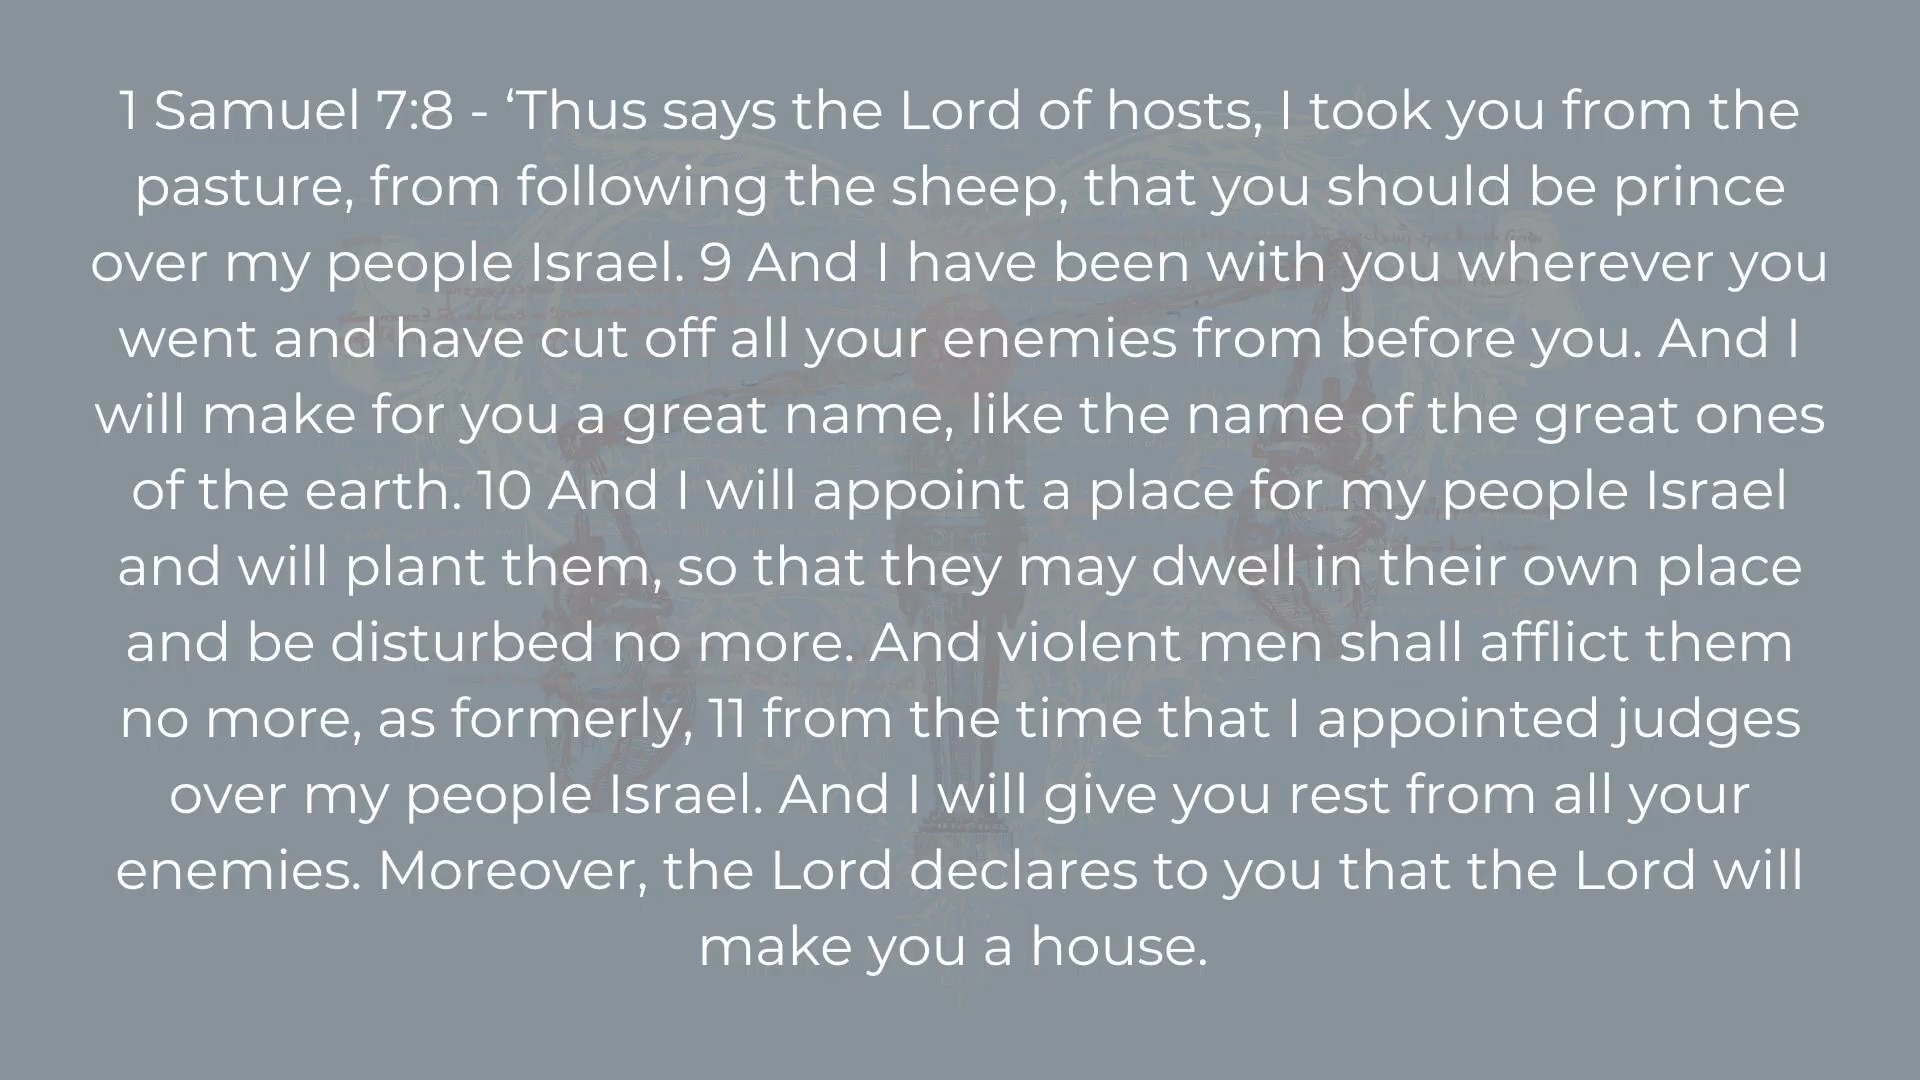 1 Samuel 7:8 - ‘Thus says the Lord of hosts, I took you from the
pasture, from following the sheep, that you should be prince
over my people Israel. 9 And I have been with you wherever you
went and have cut off all your enemies from before you. And I
will make for you a great name, like the name of the great ones
of the earth. 10 And I will appoint a place for my people Israel
and will plant them, so that they may dwell in their own place
and be disturbed no more. And violent men shall afflict them
no more, as formerly, 11 from the time that I appointed judges
over my people Israel. And I will give you rest from all your
enemies. Moreover, the Lord declares to you that the Lord will
make you a house.